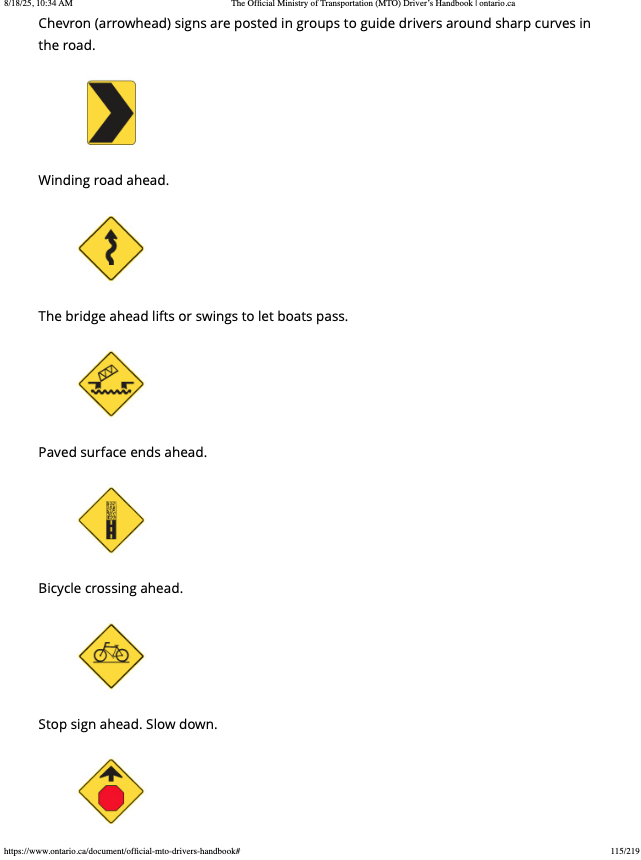 8/18/25, 10:34 AM The Official Ministry of Transportation (MTO) Driver's Handbook | ontario.ca
Chevron (arrowhead) signs are posted in groups to guide drivers around sharp curves in
the road.
Winding road ahead.
The bridge ahead lifts or swings to let boats pass.
Paved surface ends ahead.
Bicycle crossing ahead.
Stop sign ahead. Slow down.
https://www.ontario.ca/document/official-mto-drivers-handbook# 115/219